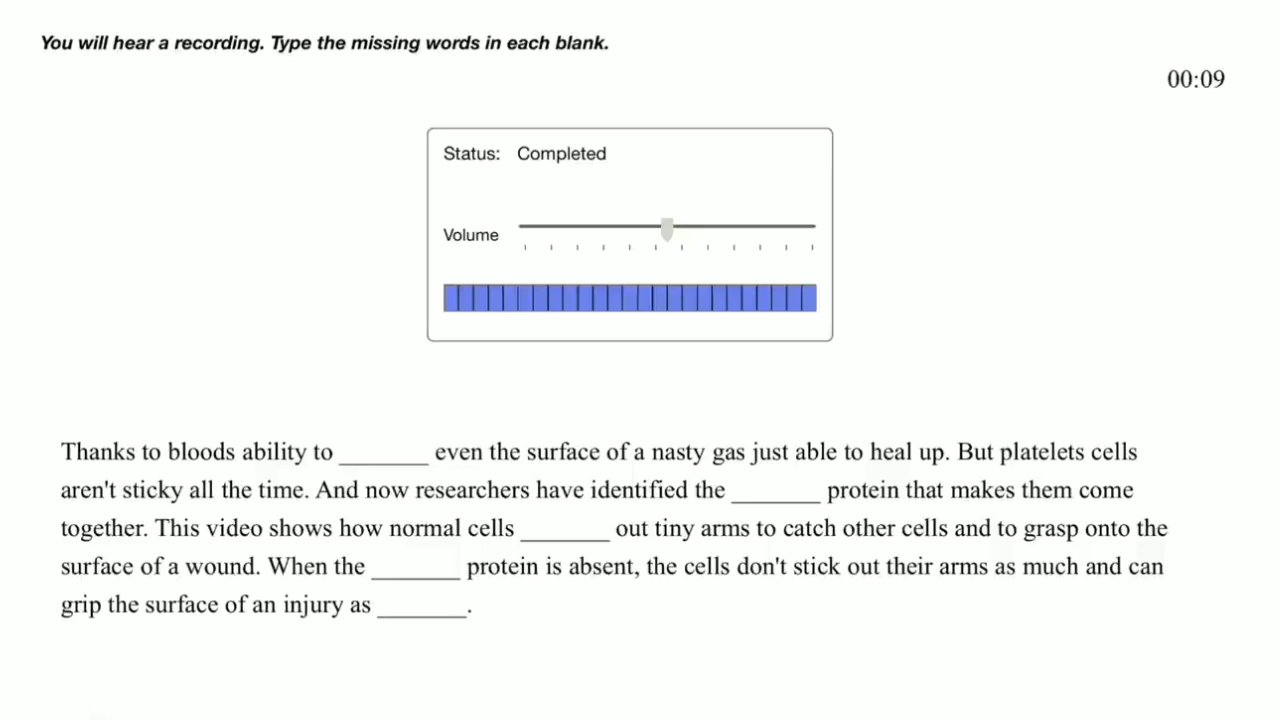 You will hear a recording. Type the missing words in each blank.
00:09
Status: Completed
Volume
Thanks to bloods ability to _______ even the surface of a nasty gas just able to heal up. But platelets cells
aren't sticky all the time. And now researchers have identified the _______ protein that makes them come
together. This video shows how normal cells _______ out tiny arms to catch other cells and to grasp onto the
surface of a wound. When the _______ protein is absent, the cells don't stick out their arms as much and can
grip the surface of an injury as _______.